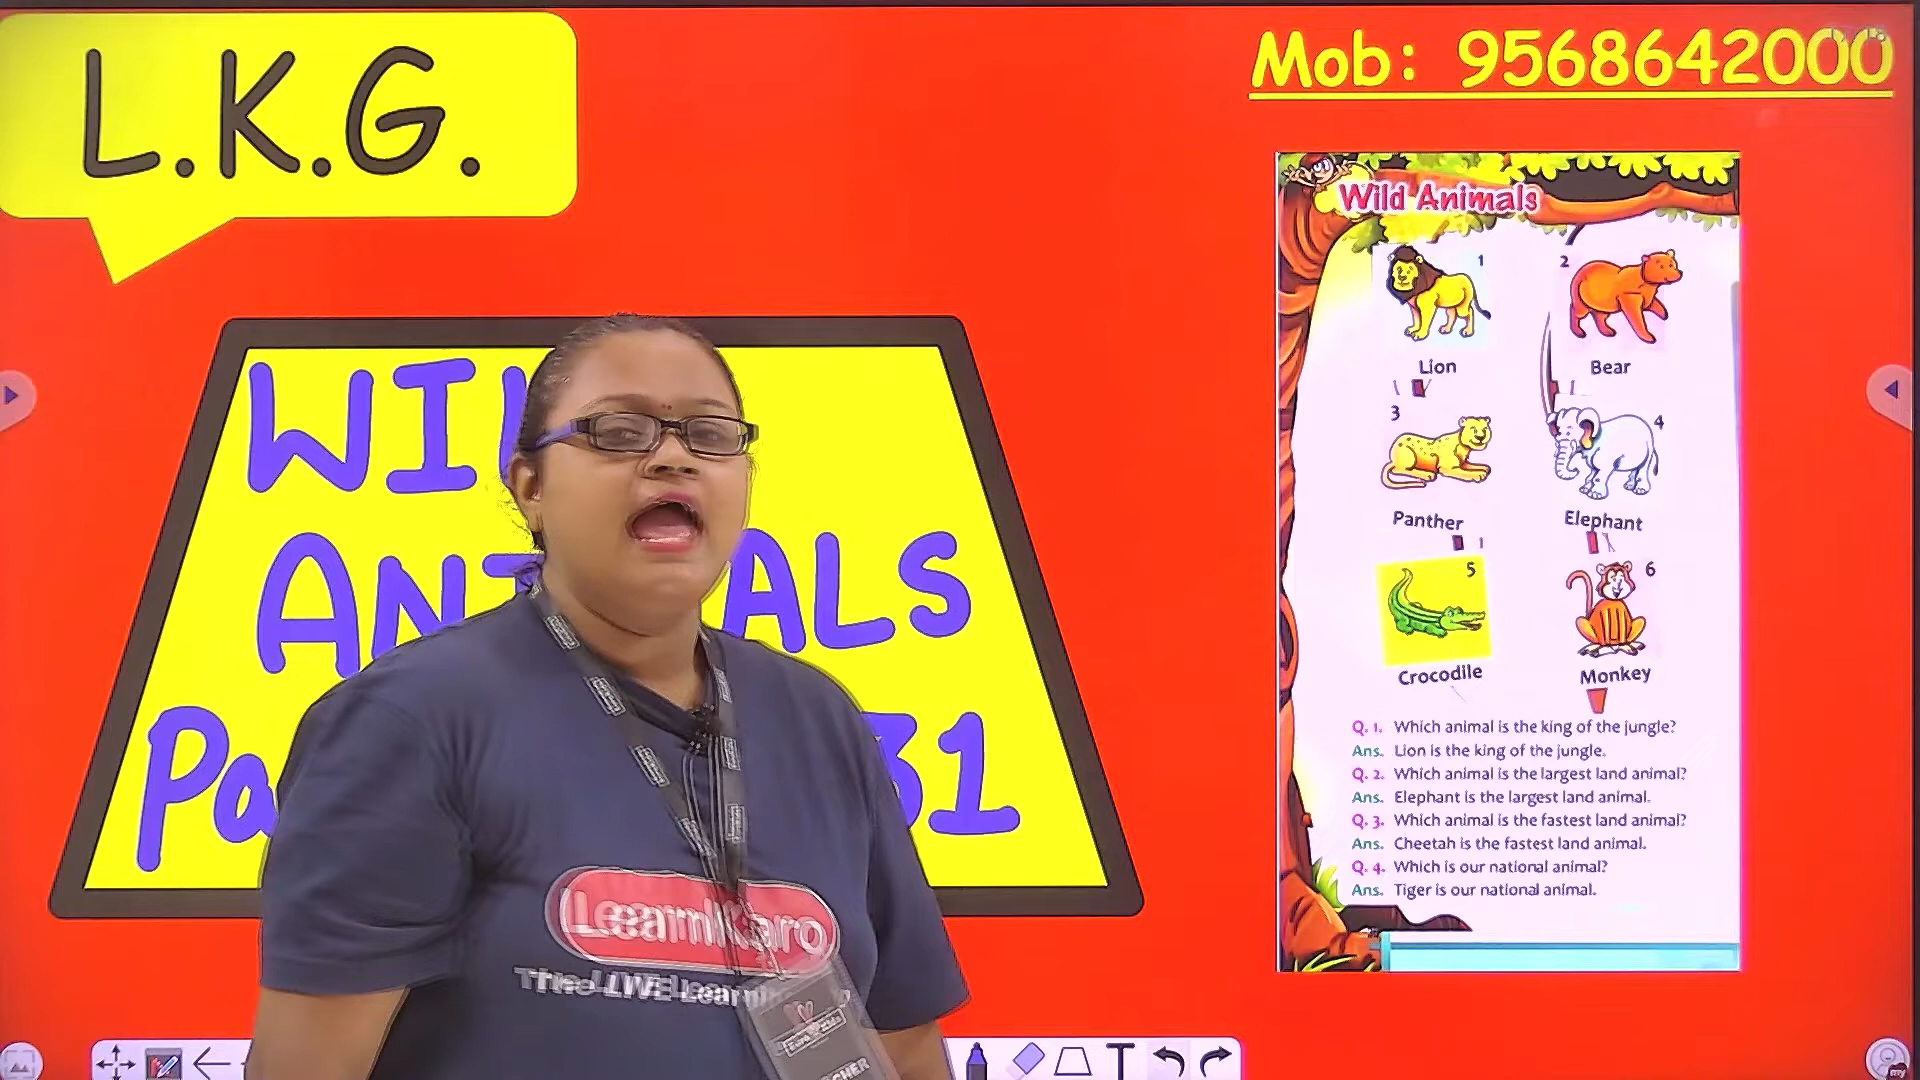 L.K.G.
Mob: 9568642000
WI
ALS
31
Wild Animals
1
2
Lion
Bear
3
4
Panther
Elephant
5
6
Crocodile
Monkey
Q. 1. Which animal is the king of the jungle?
Ans. Lion is the king of the jungle.
Q. 2. Which animal is the largest land animal?
Ans. Elephant is the largest land animal.
Q. 3. Which animal is the fastest land animal?
Ans. Cheetah is the fastest land animal.
Q. 4. Which is our national animal?
Ans. Tiger is our national animal.
LearnKaro
The LIVE Learni
CHER
T